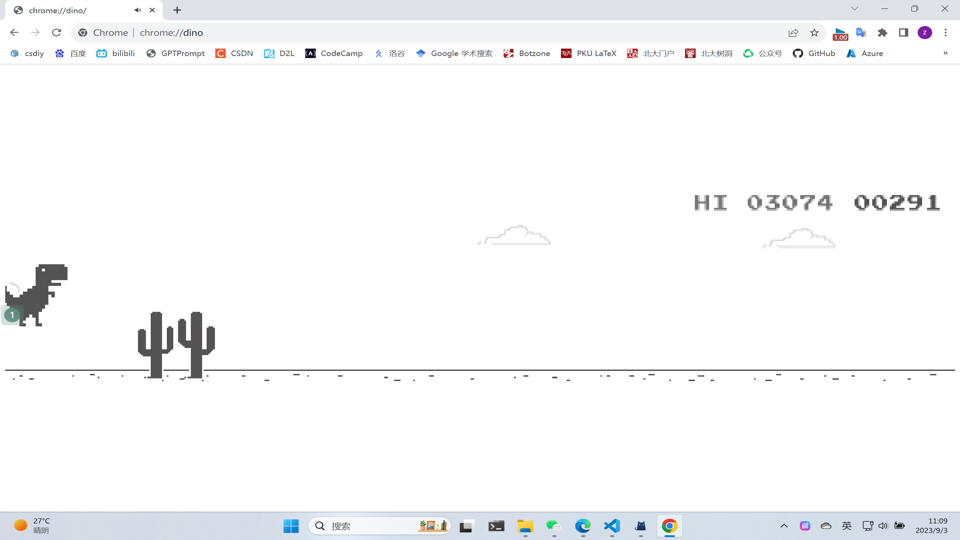 chrome://dino/
Chrome | chrome://dino
1.00
z
csdiy 百度 bilibili GPTPrompt CSDN D2L CodeCamp 洛谷 Google 学术搜索 Botzone PKU LaTeX 北大门户 北大树洞 公众号 GitHub Azure »
HI 03074 00291
1
27°C
晴朗
搜索
英
11:09
2023/9/3